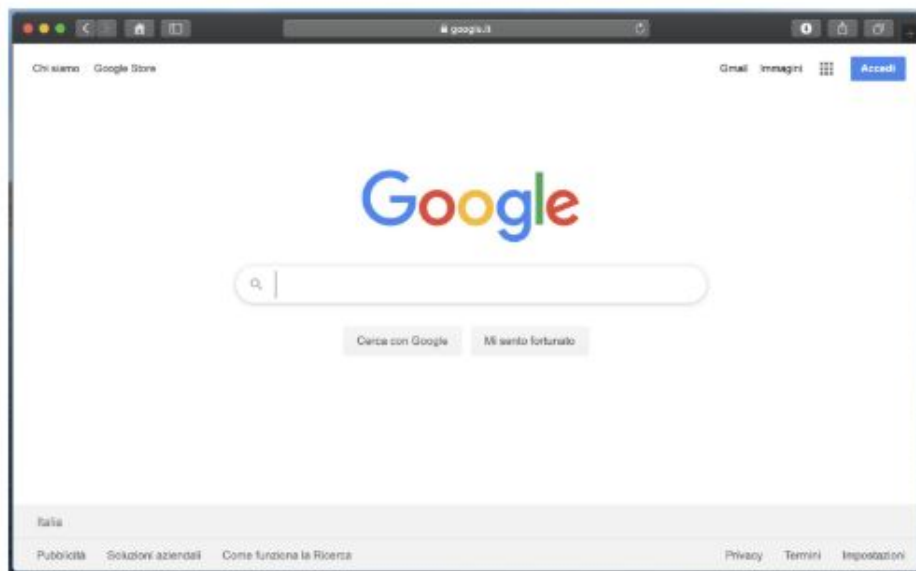 google.it
Chi siamo Google Store Gmail Immagini Accedi
Google
Cerca con Google Mi sento fortunato
Italia
Pubblicità Soluzioni aziendali Come funziona la Ricerca Privacy Termini Impostazioni